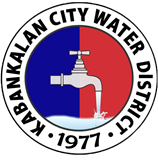 KABANKALAN CITY WATER DISTRICT
• 1977 •